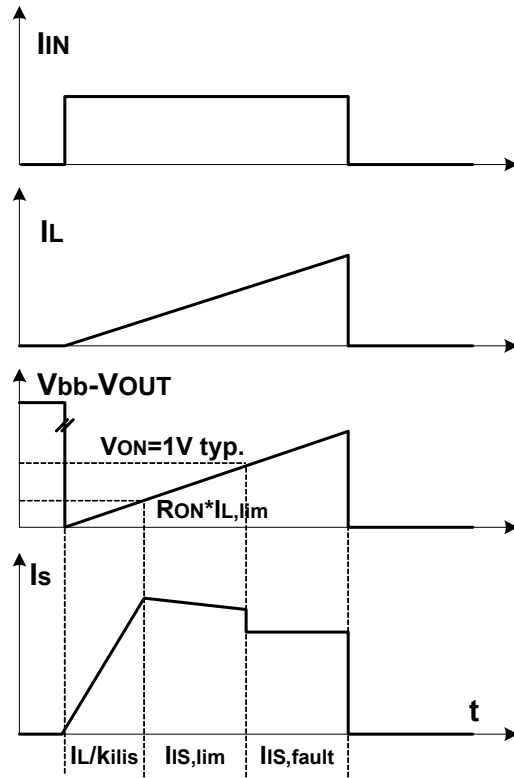 IIN
IL
Vbb-VOUT
VON=1V typ.
RON*IL,lim
Is
t
IL/kilis IIS,lim IIS,fault